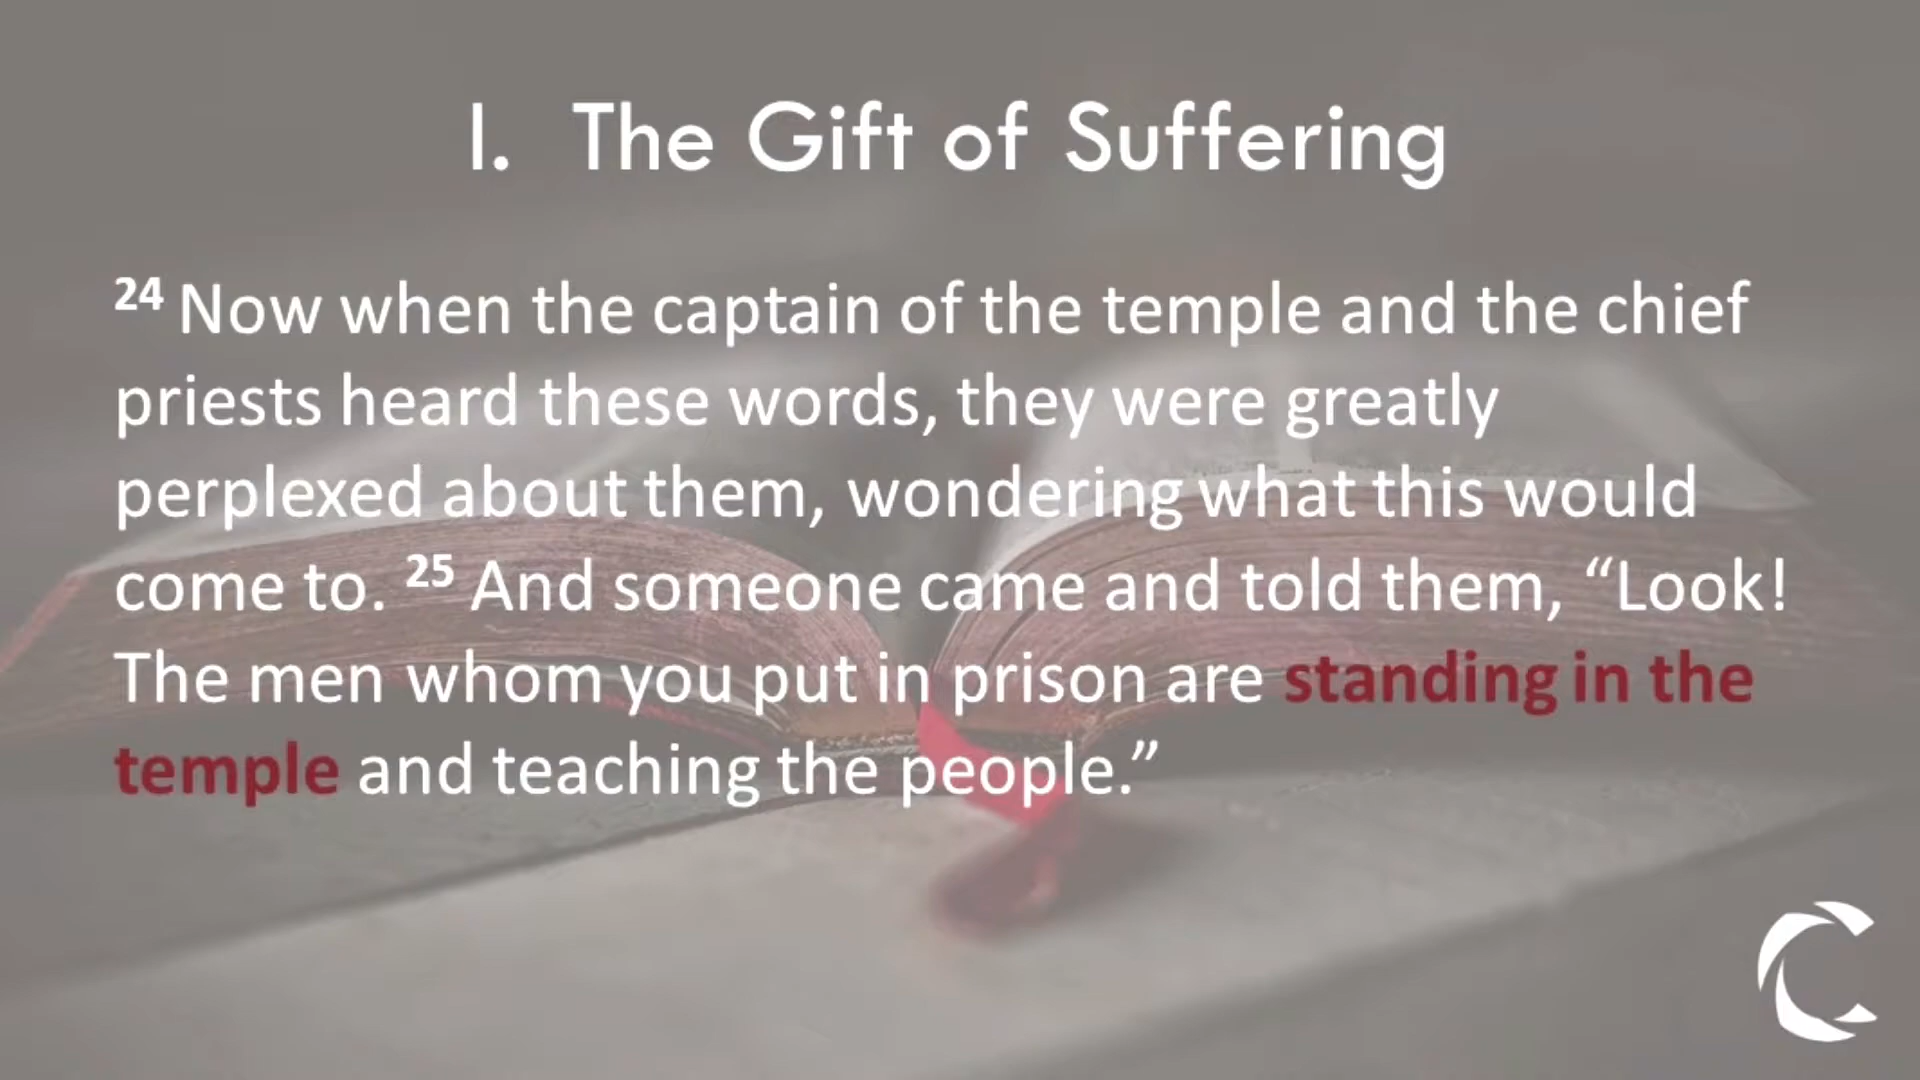 I. The Gift of Suffering
24 Now when the captain of the temple and the chief
priests heard these words, they were greatly
perplexed about them, wondering what this would
come to. 25 And someone came and told them, “Look!
The men whom you put in prison are standing in the
temple and teaching the people.”